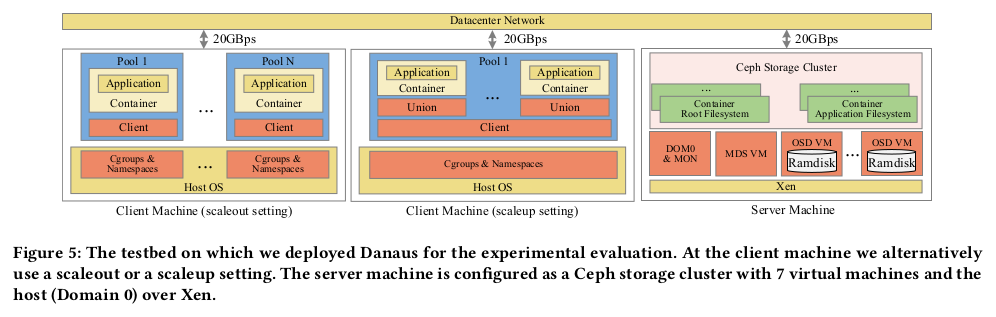 Datacenter Network
20GBps
20GBps
20GBps
Pool 1
Application
Container
Client
...
Pool N
Application
Container
Client
Cgroups &
Namespaces
...
Cgroups &
Namespaces
Host OS
Client Machine (scaleout setting)
Pool 1
Application
Container
Union
...
Application
Container
Union
Client
Cgroups & Namespaces
Host OS
Client Machine (scaleup setting)
Ceph Storage Cluster
...
Container
Root Filesystem
...
Container
Application Filesystem
DOM0
& MON
MDS VM
OSD VM
Ramdisk
...
OSD VM
Ramdisk
Xen
Server Machine
Figure 5: The testbed on which we deployed Danaus for the experimental evaluation. At the client machine we alternatively
use a scaleout or a scaleup setting. The server machine is configured as a Ceph storage cluster with 7 virtual machines and the
host (Domain 0) over Xen.